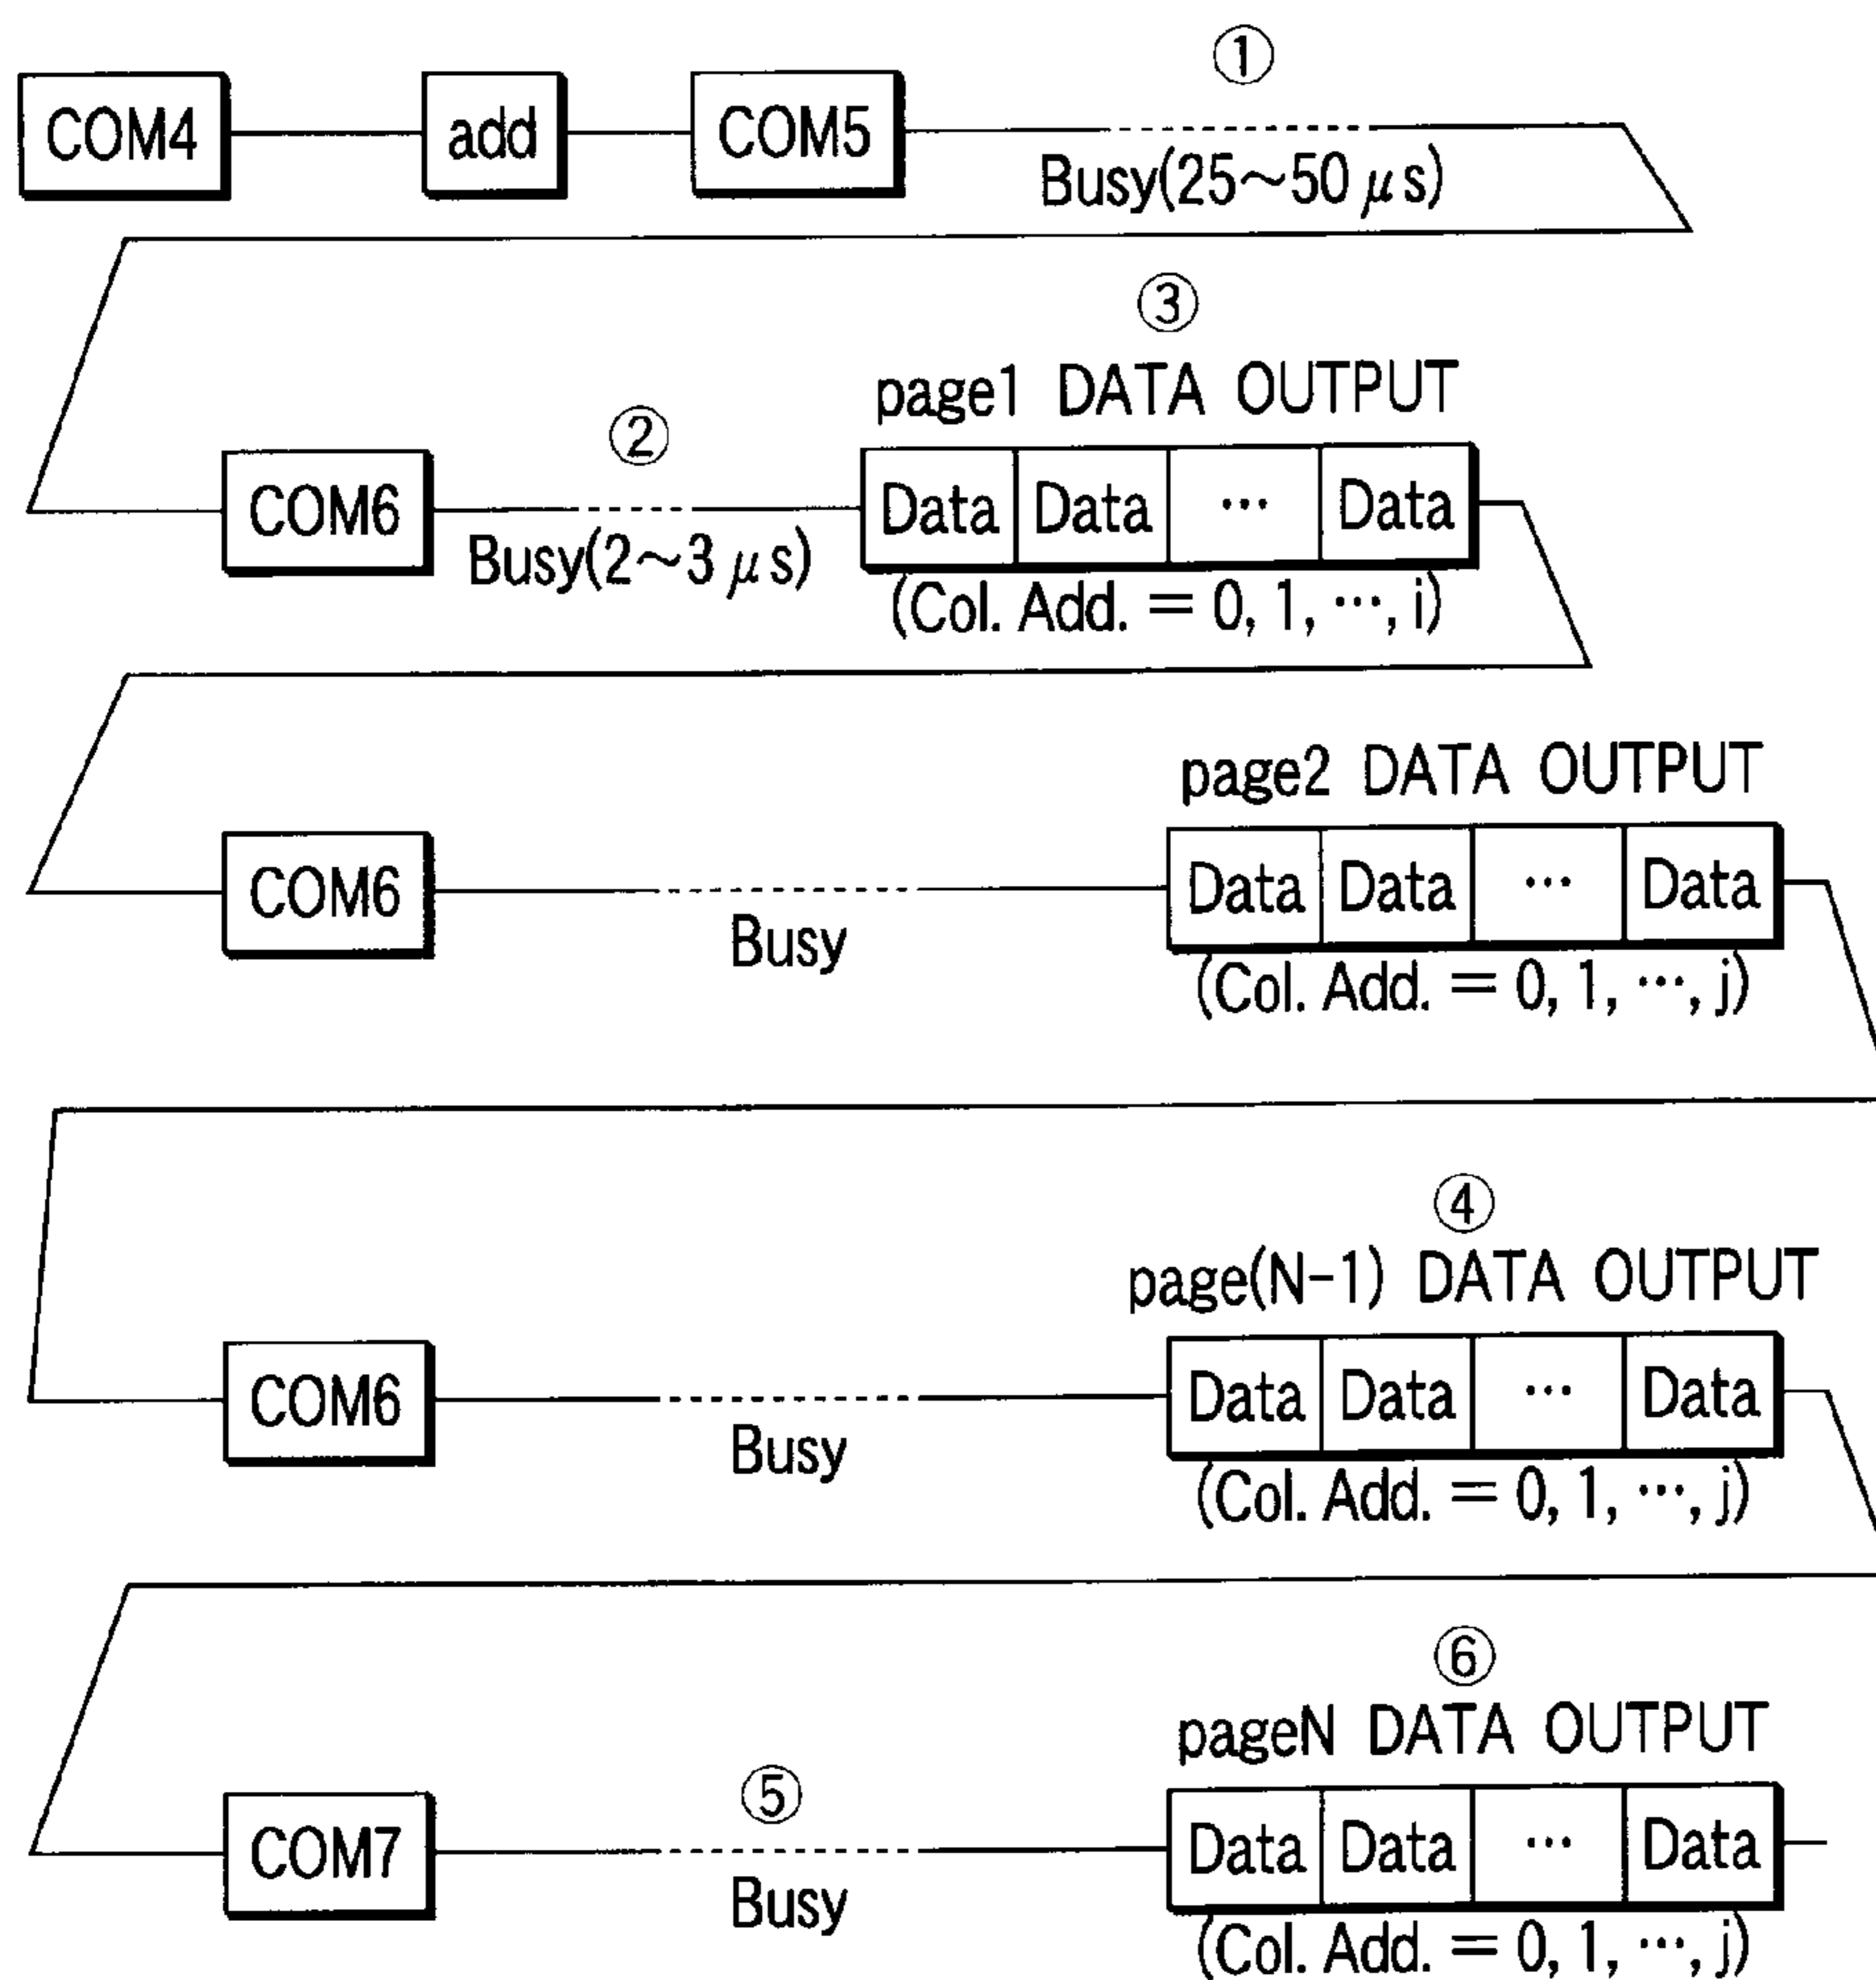 ①
COM4 add COM5
Busy(25~50 μs)
③
page1 DATA OUTPUT
②
COM6 Data Data ··· Data
Busy(2~3 μs)
(Col. Add. = 0, 1, ···, i)
page2 DATA OUTPUT
COM6 Data Data ··· Data
Busy
(Col. Add. = 0, 1, ···, j)
④
page(N-1) DATA OUTPUT
COM6 Data Data ··· Data
Busy
(Col. Add. = 0, 1, ···, j)
⑥
pageN DATA OUTPUT
⑤
COM7 Data Data ··· Data
Busy
(Col. Add. = 0, 1, ···, j)